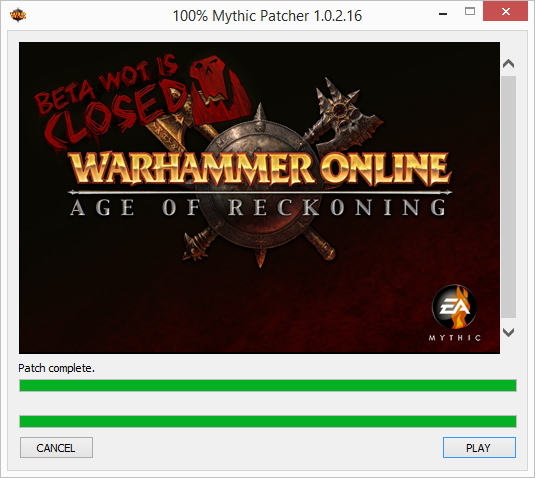 100% Mythic Patcher 1.0.2.16
BETA WOT IS
CLOSED
WARHAMMER ONLINE
AGE OF RECKONING
EA
MYTHIC
Patch complete.
CANCEL
PLAY